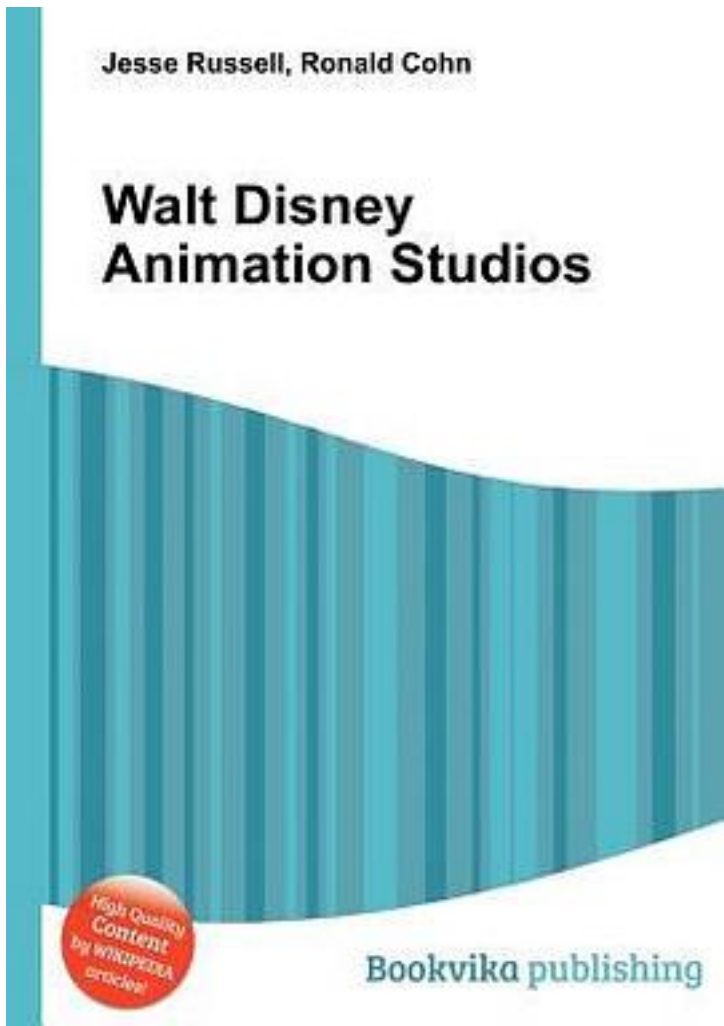 Jesse Russell, Ronald Cohn
Walt Disney
Animation Studios
High Quality
Content
by WIKIPEDIA
articles!
Bookvika publishing